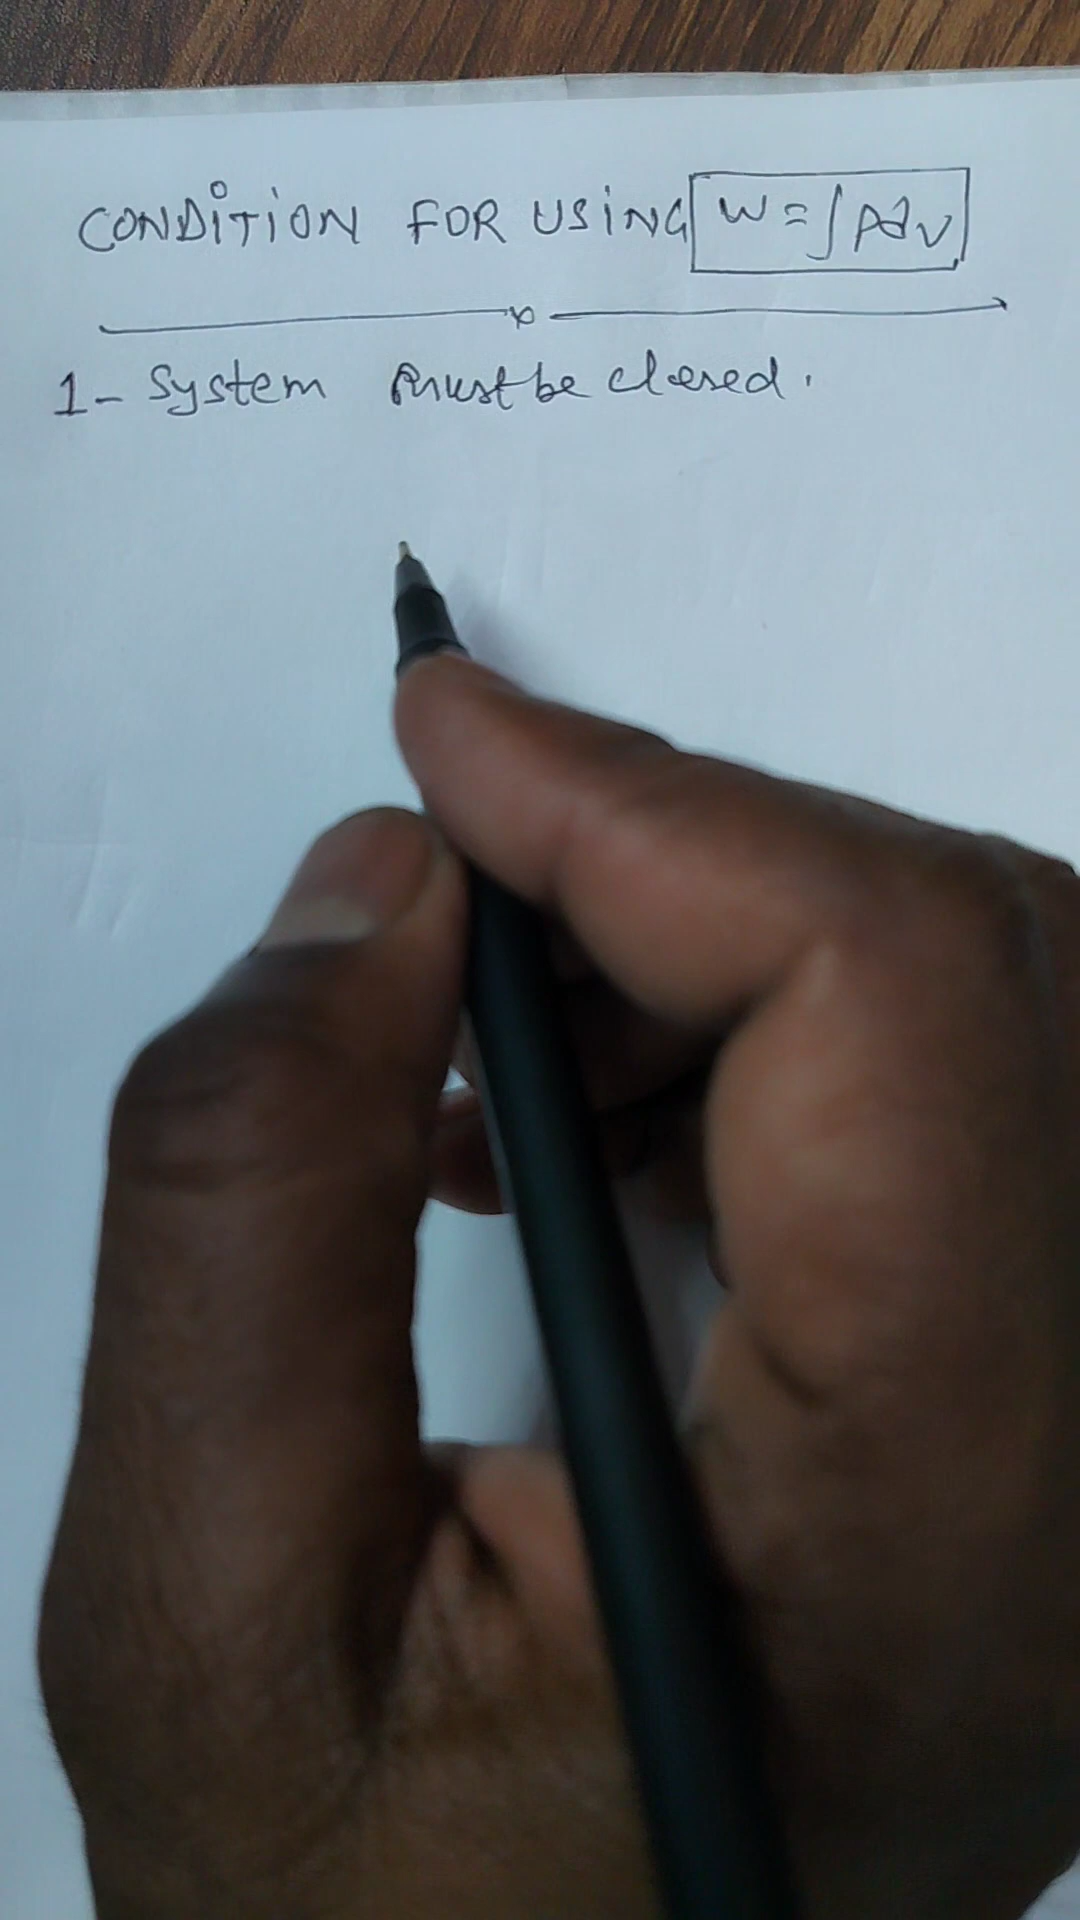 CONDITION FOR USING W = ∫ PdV
1- System must be closed.